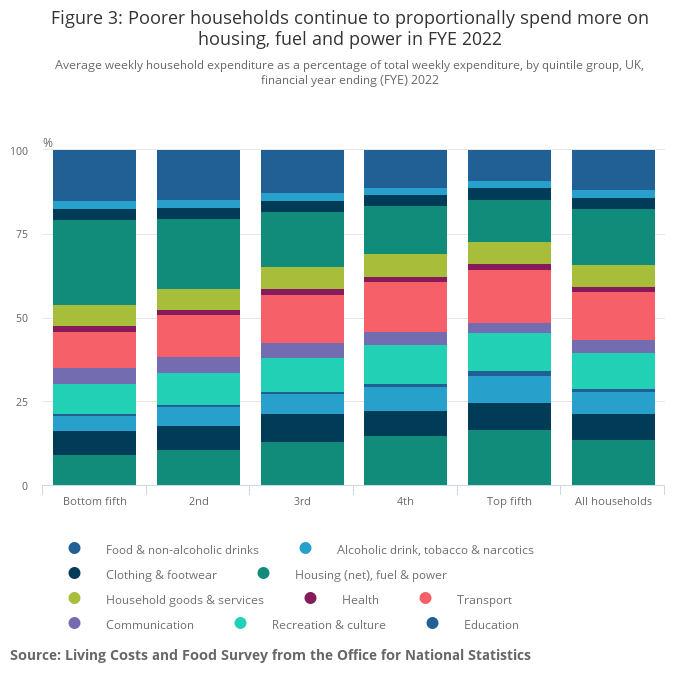 Figure 3: Poorer households continue to proportionally spend more on
housing, fuel and power in FYE 2022
Average weekly household expenditure as a percentage of total weekly expenditure, by quintile group, UK,
financial year ending (FYE) 2022
%
100
75
50
25
0
Bottom fifth 2nd 3rd 4th Top fifth All households
Food & non-alcoholic drinks Alcoholic drink, tobacco & narcotics
Clothing & footwear Housing (net), fuel & power
Household goods & services Health Transport
Communication Recreation & culture Education
Source: Living Costs and Food Survey from the Office for National Statistics